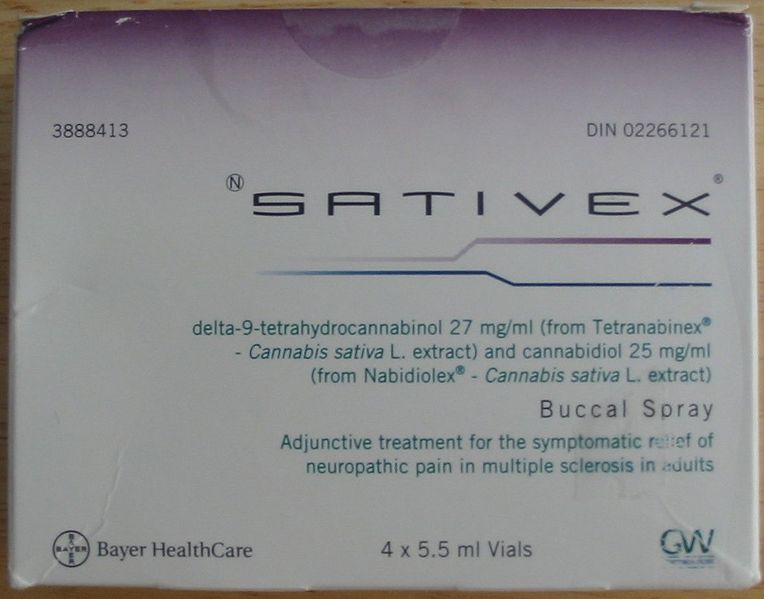 3888413
DIN 02266121
Ⓝ SATIVEX®
delta-9-tetrahydrocannabinol 27 mg/ml (from Tetranabinex®
- Cannabis sativa L. extract) and cannabidiol 25 mg/ml
(from Nabidiolex® - Cannabis sativa L. extract)
Buccal Spray
Adjunctive treatment for the symptomatic relief of
neuropathic pain in multiple sclerosis in adults
BAYER
BAYER
Bayer HealthCare
4 x 5.5 ml Vials
GW